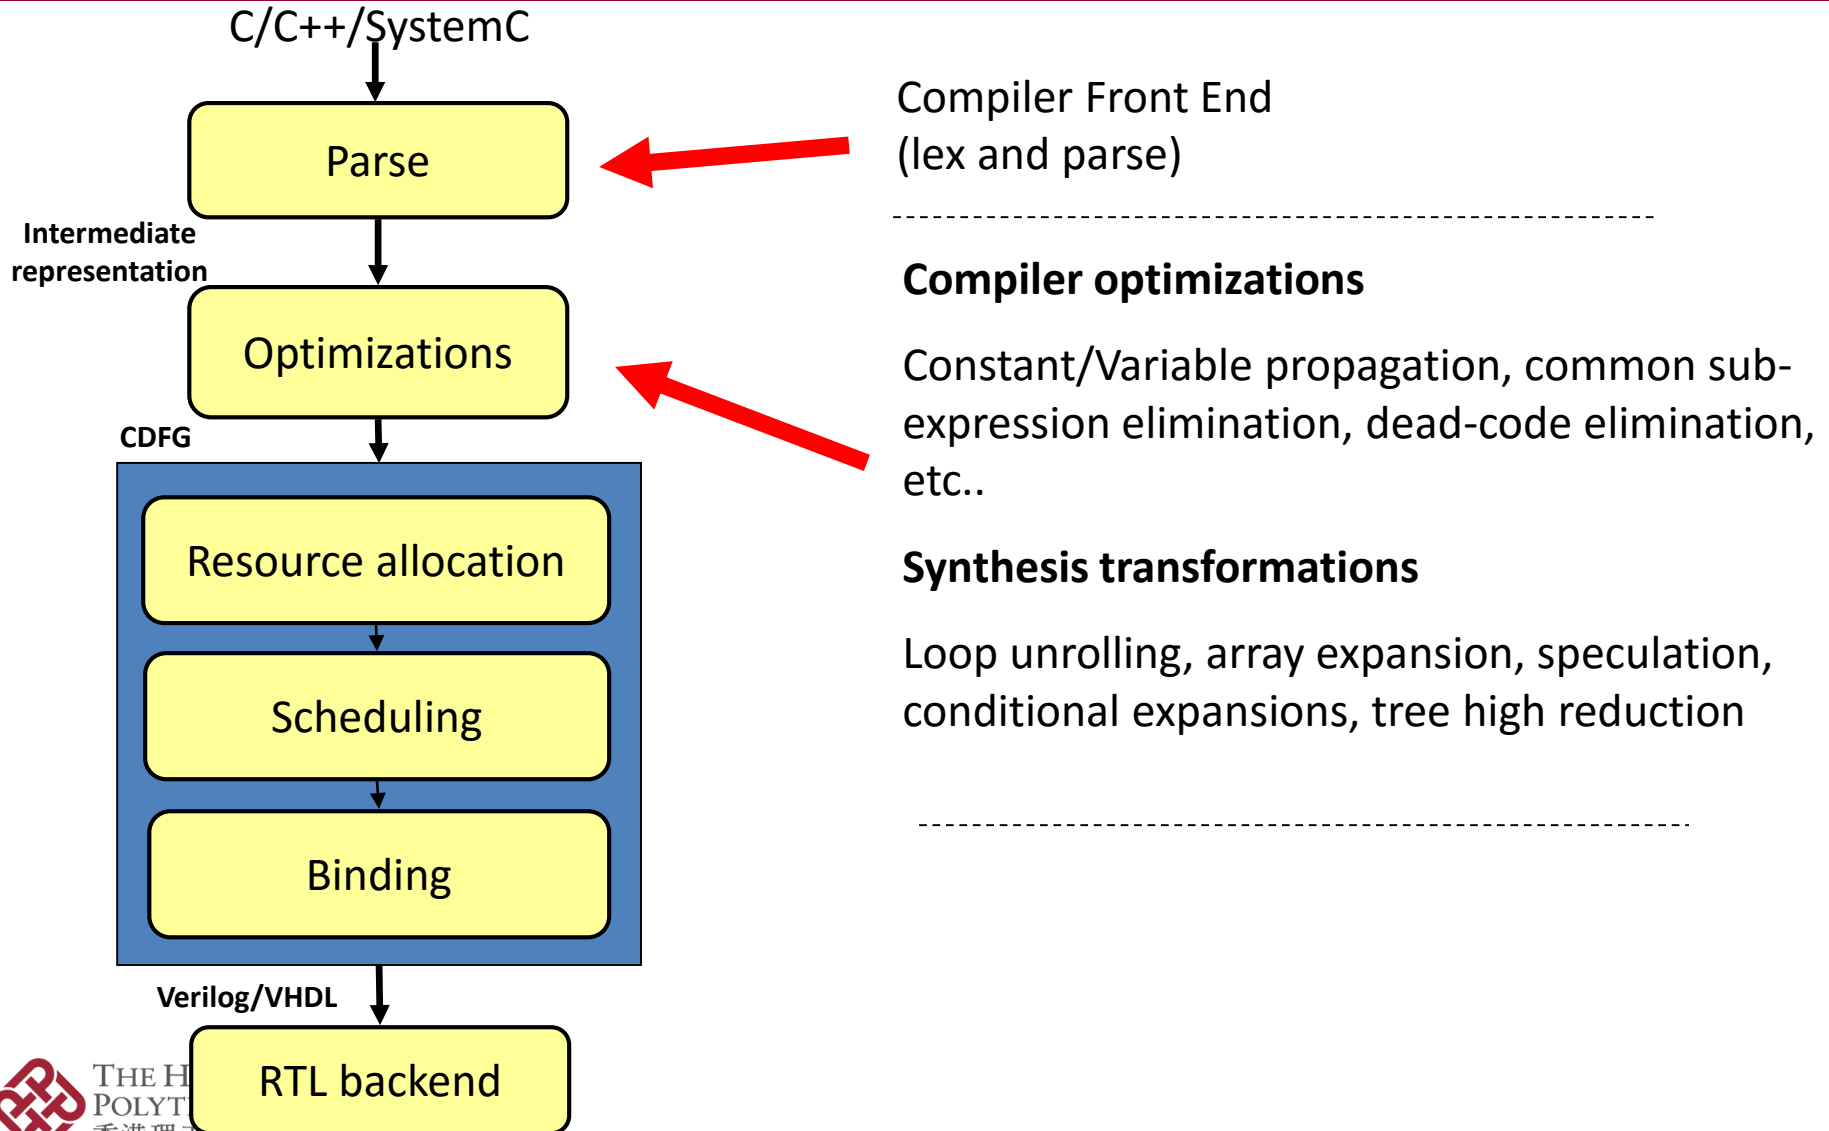 C/C++/SystemC
Parse
Intermediate
representation
Optimizations
CDFG
Resource allocation
Scheduling
Binding
Verilog/VHDL
RTL backend
Compiler Front End
(lex and parse)
Compiler optimizations
Constant/Variable propagation, common sub-
expression elimination, dead-code elimination,
etc..
Synthesis transformations
Loop unrolling, array expansion, speculation,
conditional expansions, tree high reduction
THE H
POLYT